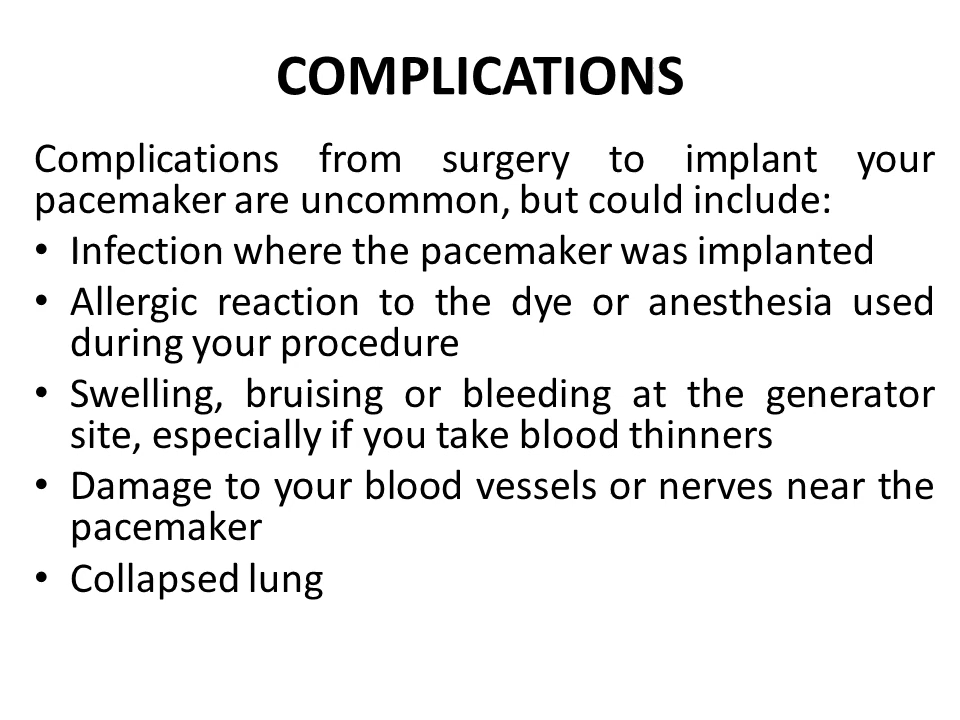 COMPLICATIONS
Complications from surgery to implant your
pacemaker are uncommon, but could include:
• Infection where the pacemaker was implanted
• Allergic reaction to the dye or anesthesia used
during your procedure
• Swelling, bruising or bleeding at the generator
site, especially if you take blood thinners
• Damage to your blood vessels or nerves near the
pacemaker
• Collapsed lung